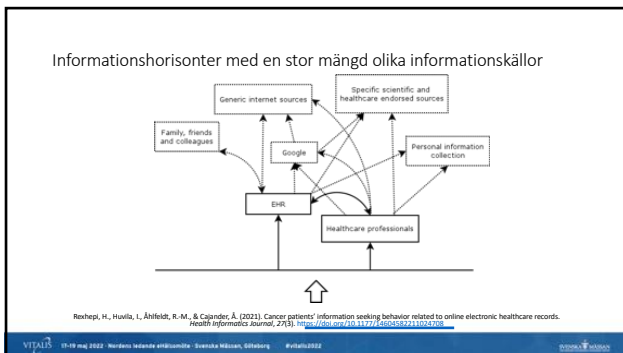 Informationshorisonter med en stor mängd olika informationskällor
Generic internet sources
Specific scientific and
healthcare endorsed sources
Family, friends
and colleagues
Google
Personal information
collection
EHR
Healthcare professionals
Rexhepi, H., Huvila, I., Åhlfeldt, R.-M., & Cajander, Å. (2021). Cancer patients' information seeking behavior related to online electronic healthcare records.
Health Informatics Journal, 27(3). https://doi.org/10.1177/14604582211024708
VITALIS 17-19 maj 2022 · Nordens ledande eHälsomöte · Svenska Mässan, Göteborg #vitalis2022
SVENSKA MÄSSAN